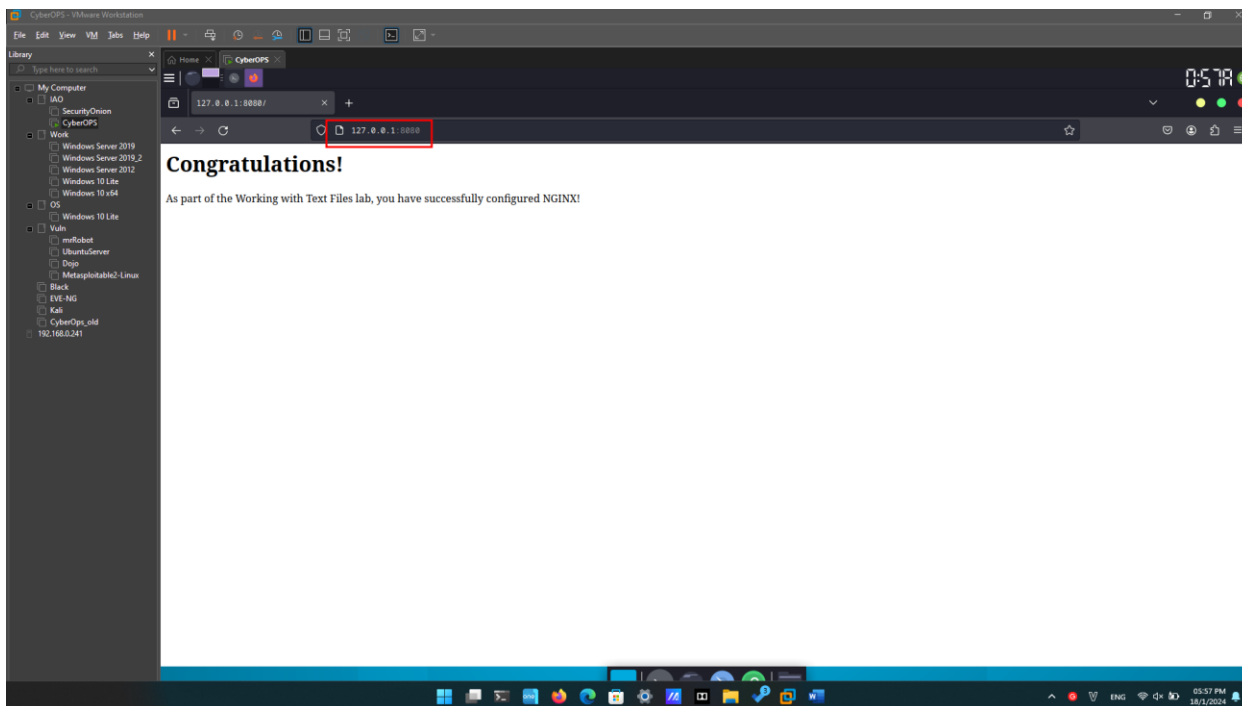 CyberOPS - VMware Workstation
File Edit View VM Tabs Help
Library
Type here to search
My Computer
IAO
SecurityOnion
CyberOPS
Work
Windows Server 2019
Windows Server 2019_2
Windows Server 2012
Windows 10 Lite
Windows 10 x64
OS
Windows 10 Lite
Vuln
mrRobot
UbuntuServer
Dojo
Metasploitable2-Linux
Black
EVE-NG
Kali
CyberOps_old
192.168.0.241
Home CyberOPS
127.0.0.1:8080/
127.0.0.1:8080
Congratulations!
As part of the Working with Text Files lab, you have successfully configured NGINX!
ENG 05:57 PM
18/1/2024